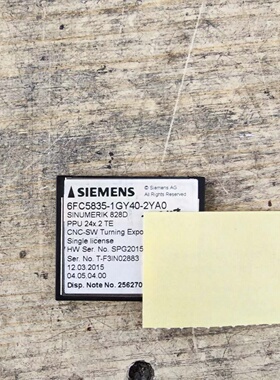 SIEMENS
© Siemens AG
All Rights Reserved
6FC5835-1GY40-2YA0
SINUMERIK 828D
PPU 24x.2 TE
CNC-SW Turning Expo
Single license
HW Ser. No. SPG2015
Ser. No. T-F3IN02883
12.03.2015
04.05.04.00
Disp. Note No. 256270